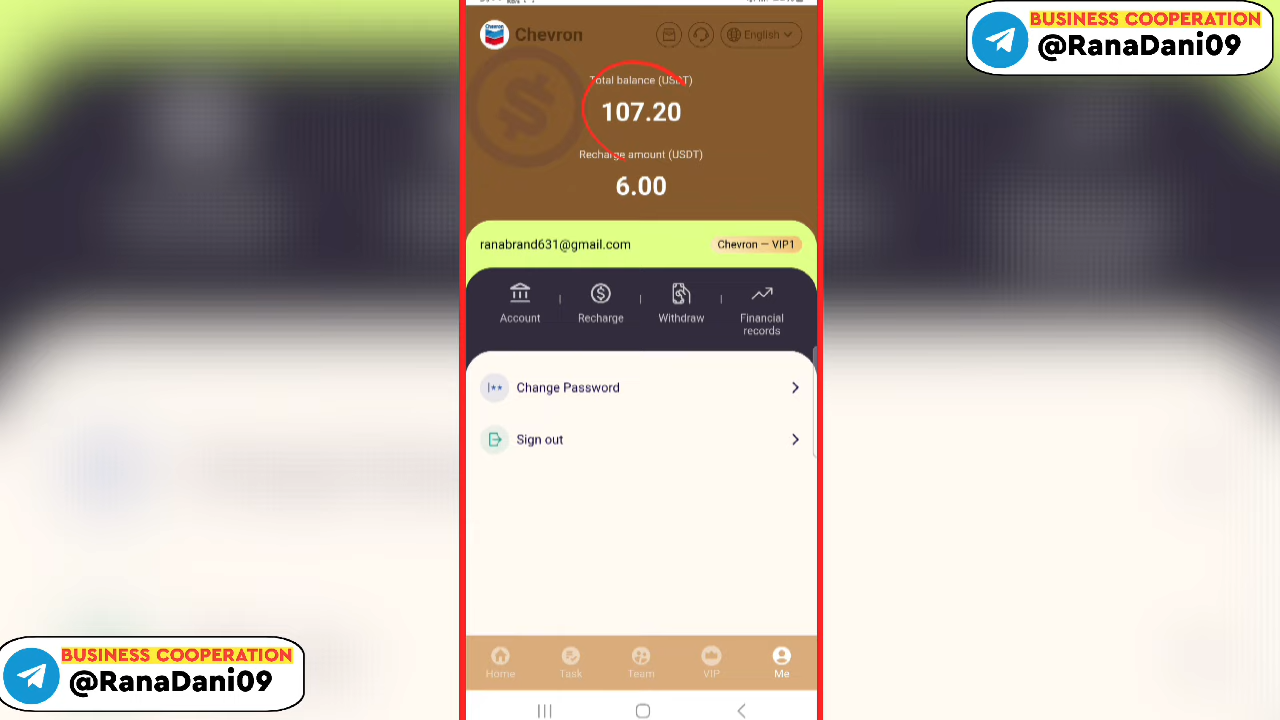 BUSINESS COOPERATION
@RanaDani09
Chevron
Chevron
English
Total balance (USDT)
107.20
Recharge amount (USDT)
6.00
ranabrand631@gmail.com
Chevron — VIP1
Account
Recharge
Withdraw
Financial
records
|**
Change Password
Sign out
Home
Task
Team
VIP
Me
BUSINESS COOPERATION
@RanaDani09